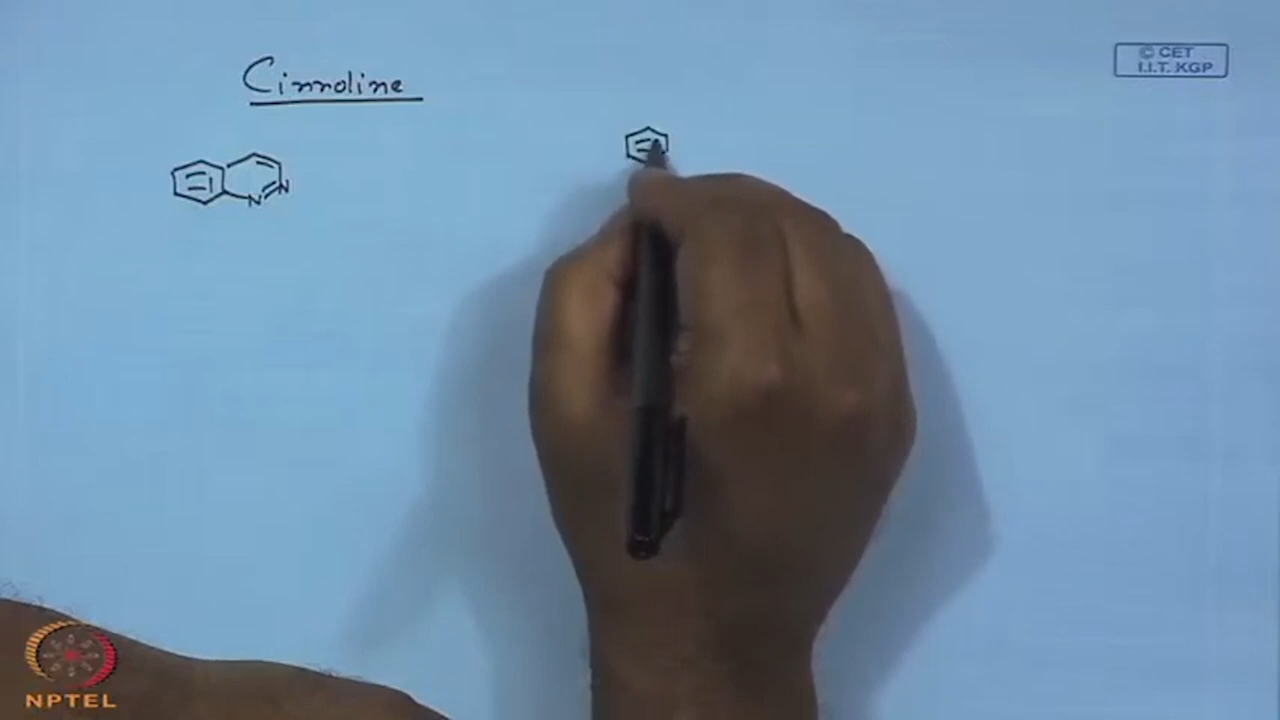 Cinnoline
© CET
I.I.T. KGP
N
N
NPTEL